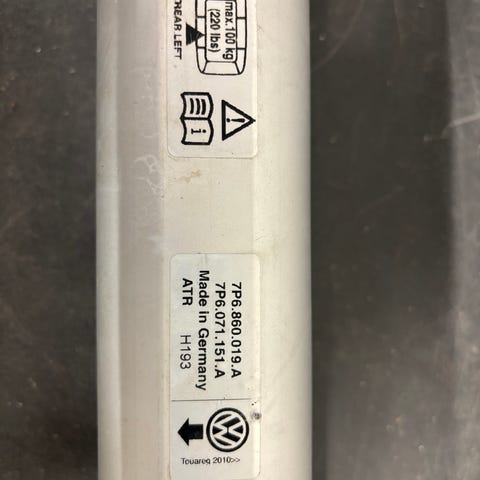 max.100 kg
(220 lbs)
REAR LEFT
7P6.860.019.A
7P6.071.151.A
Made in Germany
ATR H193
Touareg 2010>>